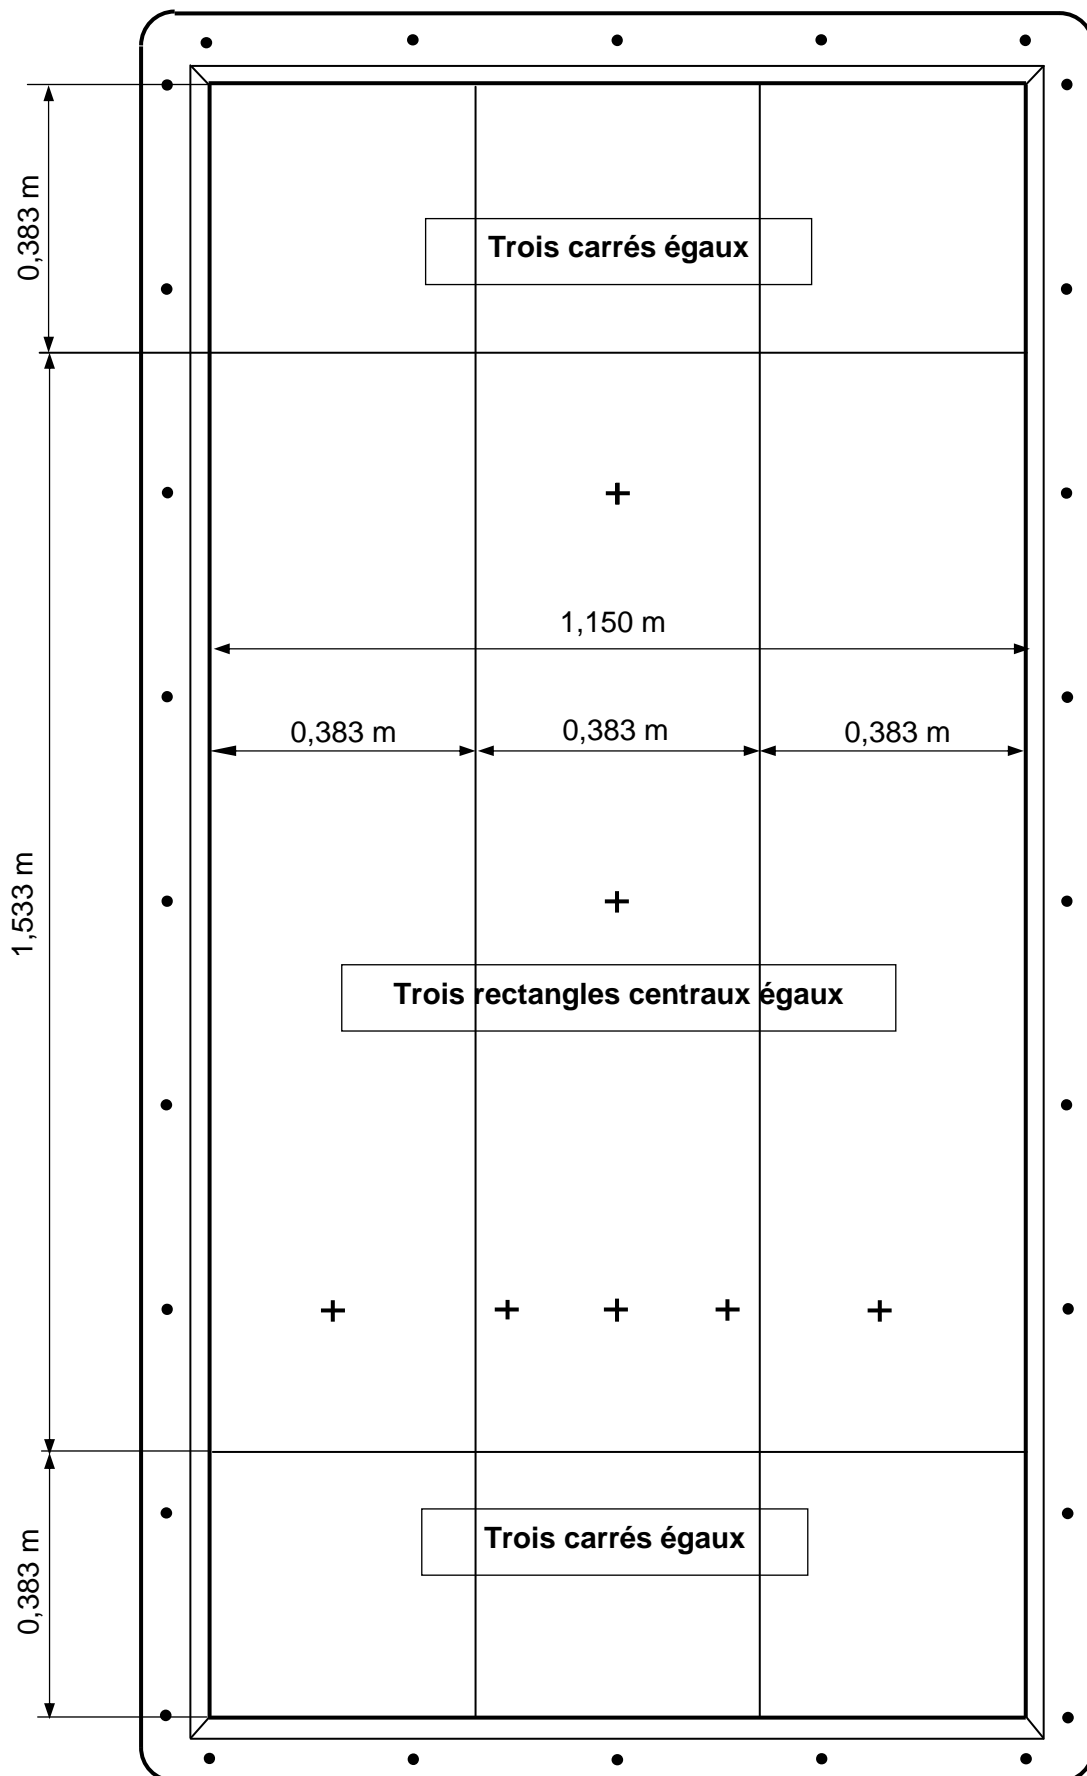 0,383 m
Trois carrés égaux
1,150 m
0,383 m
0,383 m
0,383 m
1,533 m
Trois rectangles centraux égaux
Trois carrés égaux
0,383 m